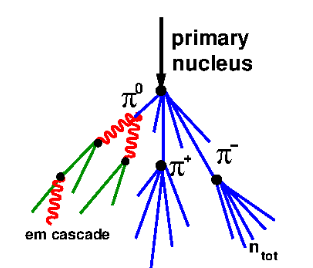 primary
nucleus
π⁰
π⁺
π⁻
em cascade
n_tot